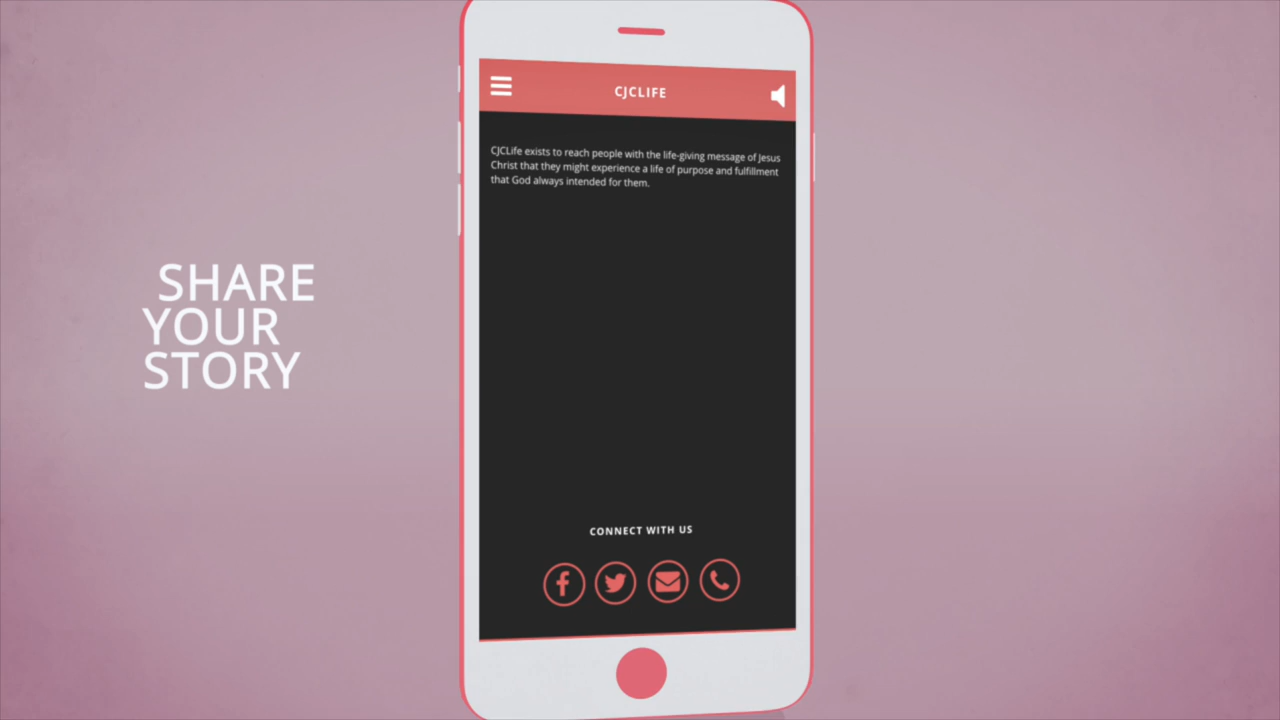 SHARE
YOUR
STORY
CJCLIFE
CJCLife exists to reach people with the life-giving message of Jesus
Christ that they might experience a life of purpose and fulfillment
that God always intended for them.
CONNECT WITH US